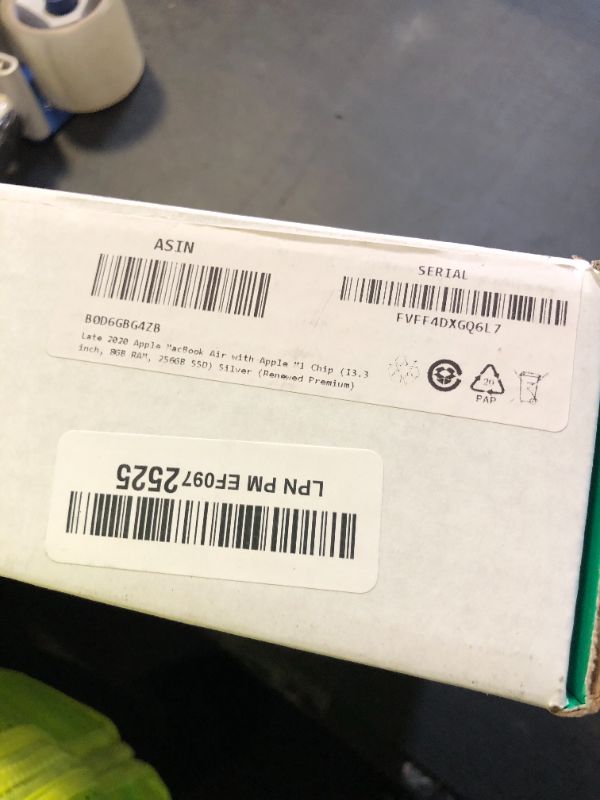 ASIN
B0D6GBG4ZB
Late 2020 Apple MacBook Air with Apple M1 Chip (13.3
inch, 8GB RAM, 256GB SSD) Silver (Renewed Premium)
SERIAL
FVFF4DXGQ6L7
20
PAP
LPN PM EF0972525